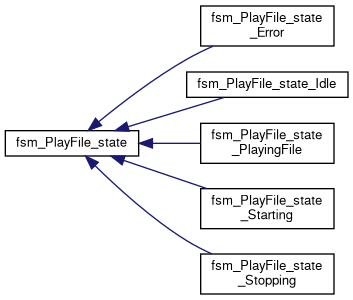 fsm_PlayFile_state
_Error
fsm_PlayFile_state_Idle
fsm_PlayFile_state
fsm_PlayFile_state
_PlayingFile
fsm_PlayFile_state
_Starting
fsm_PlayFile_state
_Stopping